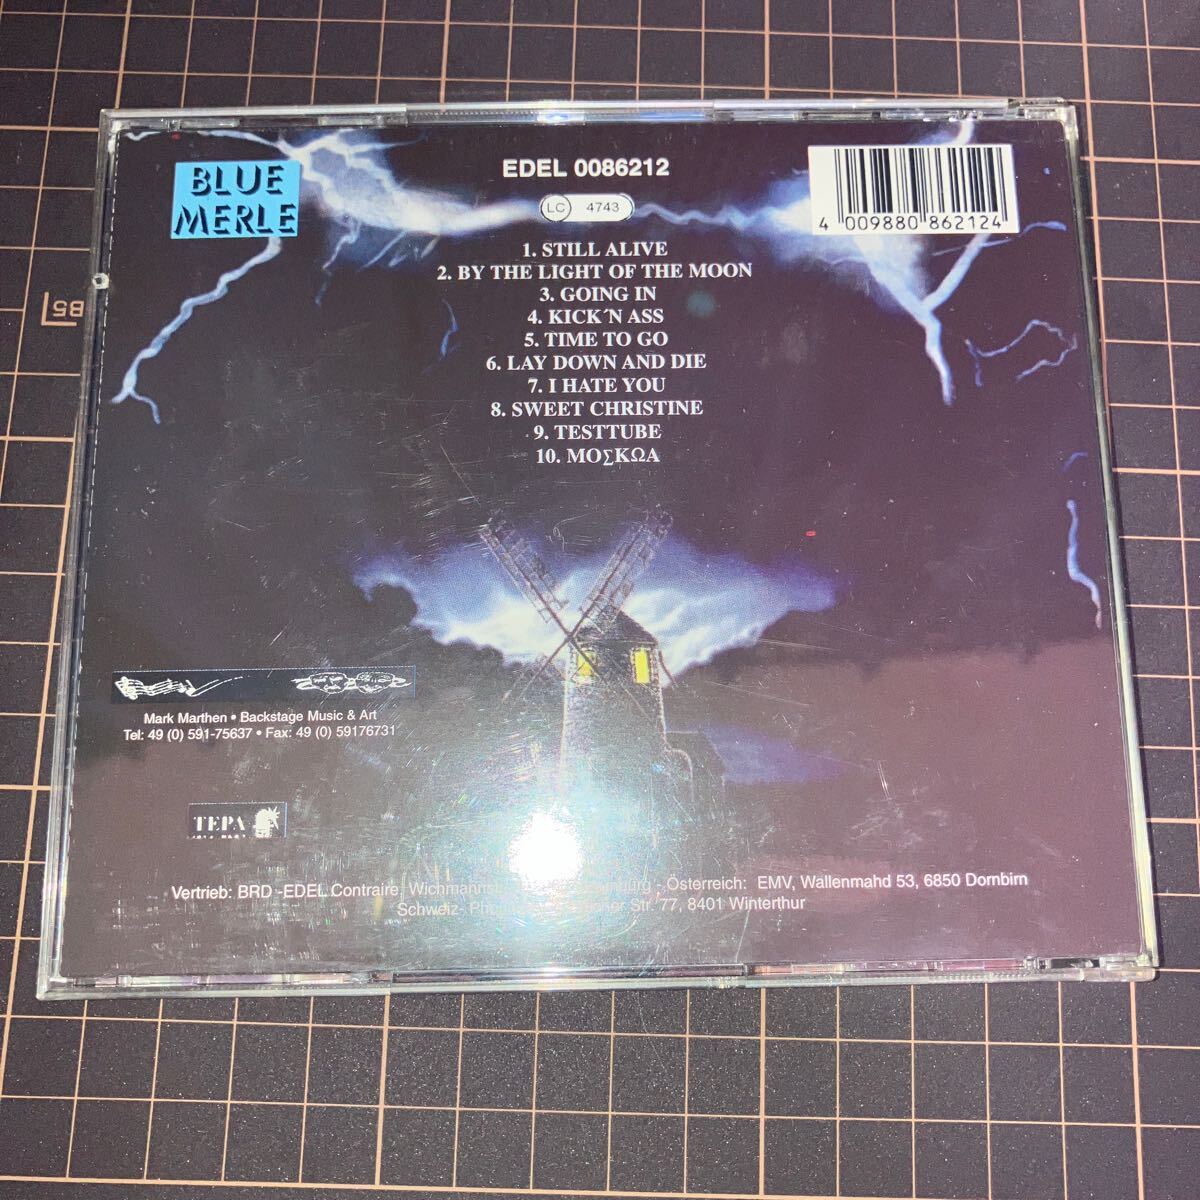 BLUE
MERLE
EDEL 0086212
LC 4743
4 009880 862124
1. STILL ALIVE
2. BY THE LIGHT OF THE MOON
3. GOING IN
4. KICK´N ASS
5. TIME TO GO
6. LAY DOWN AND DIE
7. I HATE YOU
8. SWEET CHRISTINE
9. TESTTUBE
10. ΜΟΣΚΩΑ
B5
Mark Marthen • Backstage Music & Art
Tel: 49 (0) 591-75637 • Fax: 49 (0) 59176731
TEPA
Vertrieb: BRD -EDEL Contraire, - Österreich: EMV, Wallenmahd 53, 6850 Dornbirn
Schweiz- Str. 77, 8401 Winterthur